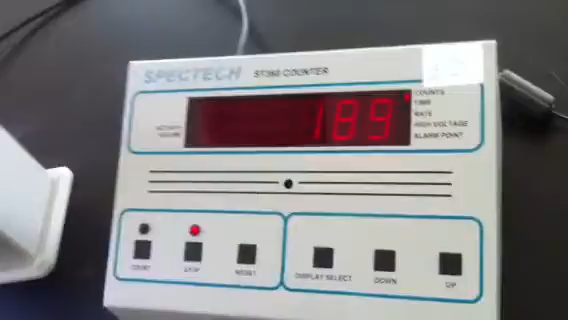 SPECTECH ST360 COUNTER
COUNTS
TIME
RATE
HIGH VOLTAGE
ALARM POINT
189
COUNT
STOP
RESET
DISPLAY SELECT
DOWN
UP